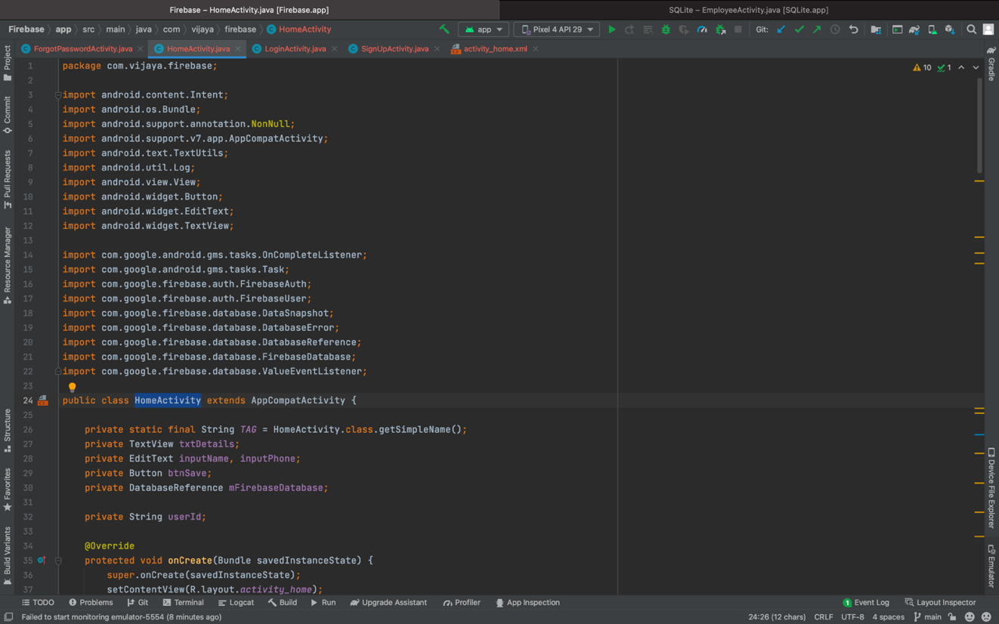 Firebase – HomeActivity.java [Firebase.app]
SQLite – EmployeeActivity.java [SQLite.app]
Firebase app src main java com vijaya firebase HomeActivity
app Pixel 4 API 29 Git:
ForgotPasswordActivity.java HomeActivity.java LoginActivity.java SignUpActivity.java activity_home.xml
10 1
Project
Commit
Pull Requests
Resource Manager
Structure
Favorites
Build Variants
1 package com.vijaya.firebase;
2
3 import android.content.Intent;
4 import android.os.Bundle;
5 import android.support.annotation.NonNull;
6 import android.support.v7.app.AppCompatActivity;
7 import android.text.TextUtils;
8 import android.util.Log;
9 import android.view.View;
10 import android.widget.Button;
11 import android.widget.EditText;
12 import android.widget.TextView;
13
14 import com.google.android.gms.tasks.OnCompleteListener;
15 import com.google.android.gms.tasks.Task;
16 import com.google.firebase.auth.FirebaseAuth;
17 import com.google.firebase.auth.FirebaseUser;
18 import com.google.firebase.database.DataSnapshot;
19 import com.google.firebase.database.DatabaseError;
20 import com.google.firebase.database.DatabaseReference;
21 import com.google.firebase.database.FirebaseDatabase;
22 import com.google.firebase.database.ValueEventListener;
23
24 public class HomeActivity extends AppCompatActivity {
25
26 private static final String TAG = HomeActivity.class.getSimpleName();
27 private TextView txtDetails;
28 private EditText inputName, inputPhone;
29 private Button btnSave;
30 private DatabaseReference mFirebaseDatabase;
31
32 private String userId;
33
34 @Override
35 protected void onCreate(Bundle savedInstanceState) {
36 super.onCreate(savedInstanceState);
37 setContentView(R.layout.activity_home);
Gradle
Device File Explorer
Emulator
TODO Problems Git Terminal Logcat Build Run Upgrade Assistant Profiler App Inspection 1 Event Log Layout Inspector
Failed to start monitoring emulator-5554 (8 minutes ago) 24:26 (12 chars) CRLF UTF-8 4 spaces main